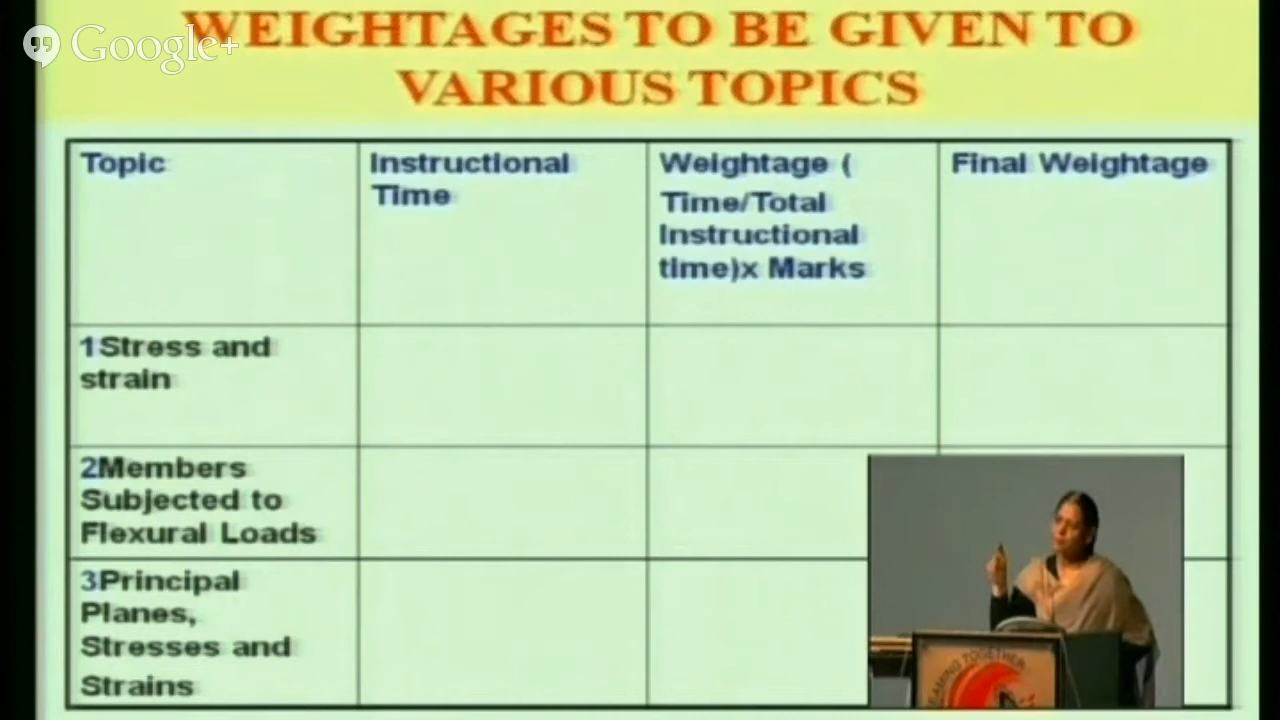 Google+
WEIGHTAGES TO BE GIVEN TO
VARIOUS TOPICS
Topic
Instructional
Time
Weightage (
Time/Total
Instructional
time)x Marks
Final Weightage
1Stress and
strain
2Members
Subjected to
Flexural Loads
3Principal
Planes,
Stresses and
Strains
TOGETHER